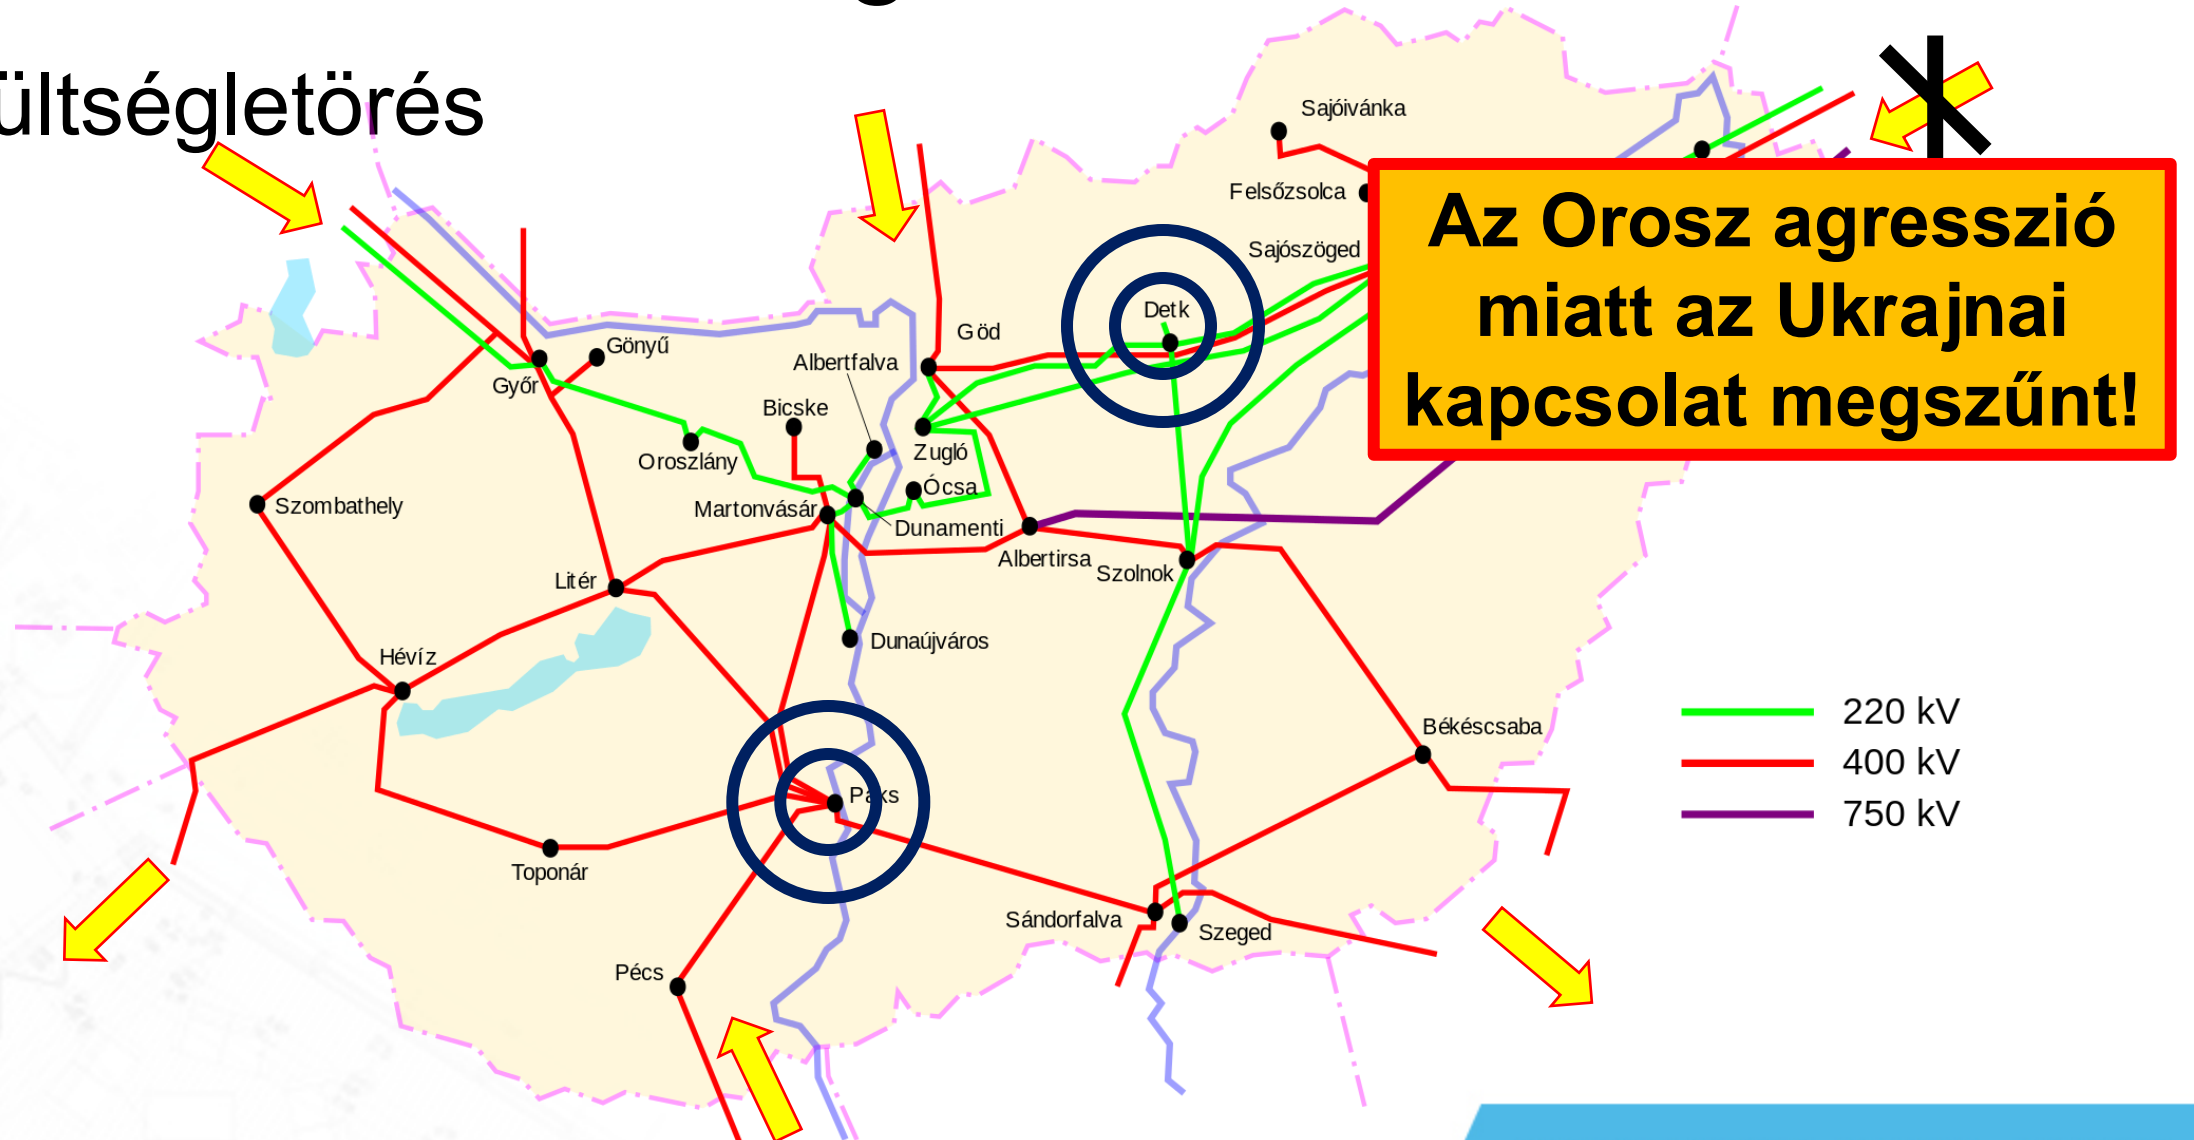 ültségletörés
Sajóivánka
Felsőzsolca
Sajószöged
Az Orosz agresszió
miatt az Ukrajnai
kapcsolat megszűnt!
Detk
Göd
Gönyű
Albertfalva
Győr
Bicske
Zugló
Oroszlány
Ócsa
Szombathely
Martonvásár
Dunamenti
Albertirsa
Szolnok
Litér
Dunaújváros
Hévíz
220 kV
Békéscsaba
400 kV
Paks
750 kV
Toponár
Sándorfalva
Szeged
Pécs